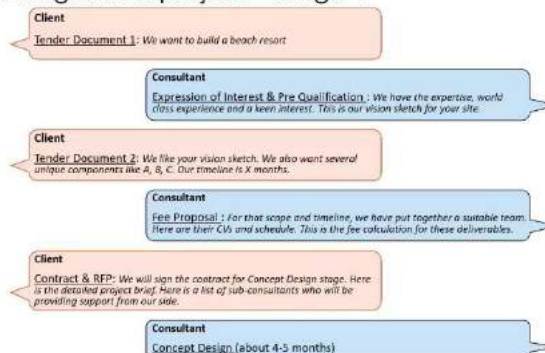 Client
Tender Document 1: We want to build a beach resort
Consultant
Expression of Interest & Pre Qualification : We have the expertise, world
class experience and a keen interest. This is our vision sketch for your site.
Client
Tender Document 2: We like your vision sketch. We also want several
unique components like A, B, C. Our timeline is X months.
Consultant
Fee Proposal : For that scope and timeline, we have put together a suitable team.
Here are their CVs and schedule. This is the fee calculation for these deliverables.
Client
Contract & RFP: We will sign the contract for Concept Design stage. Here
is the detailed project brief. Here is a list of sub-consultants who will be
providing support from our side.
Consultant
Concept Design (about 4-5 months)